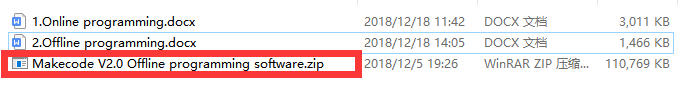 1.Online programming.docx 2018/12/18 11:42 DOCX 文档 3,011 KB
2.Offline programming.docx 2018/12/18 14:05 DOCX 文档 1,466 KB
Makecode V2.0 Offline programming software.zip 2018/12/5 19:26 WinRAR ZIP 压缩... 110,769 KB